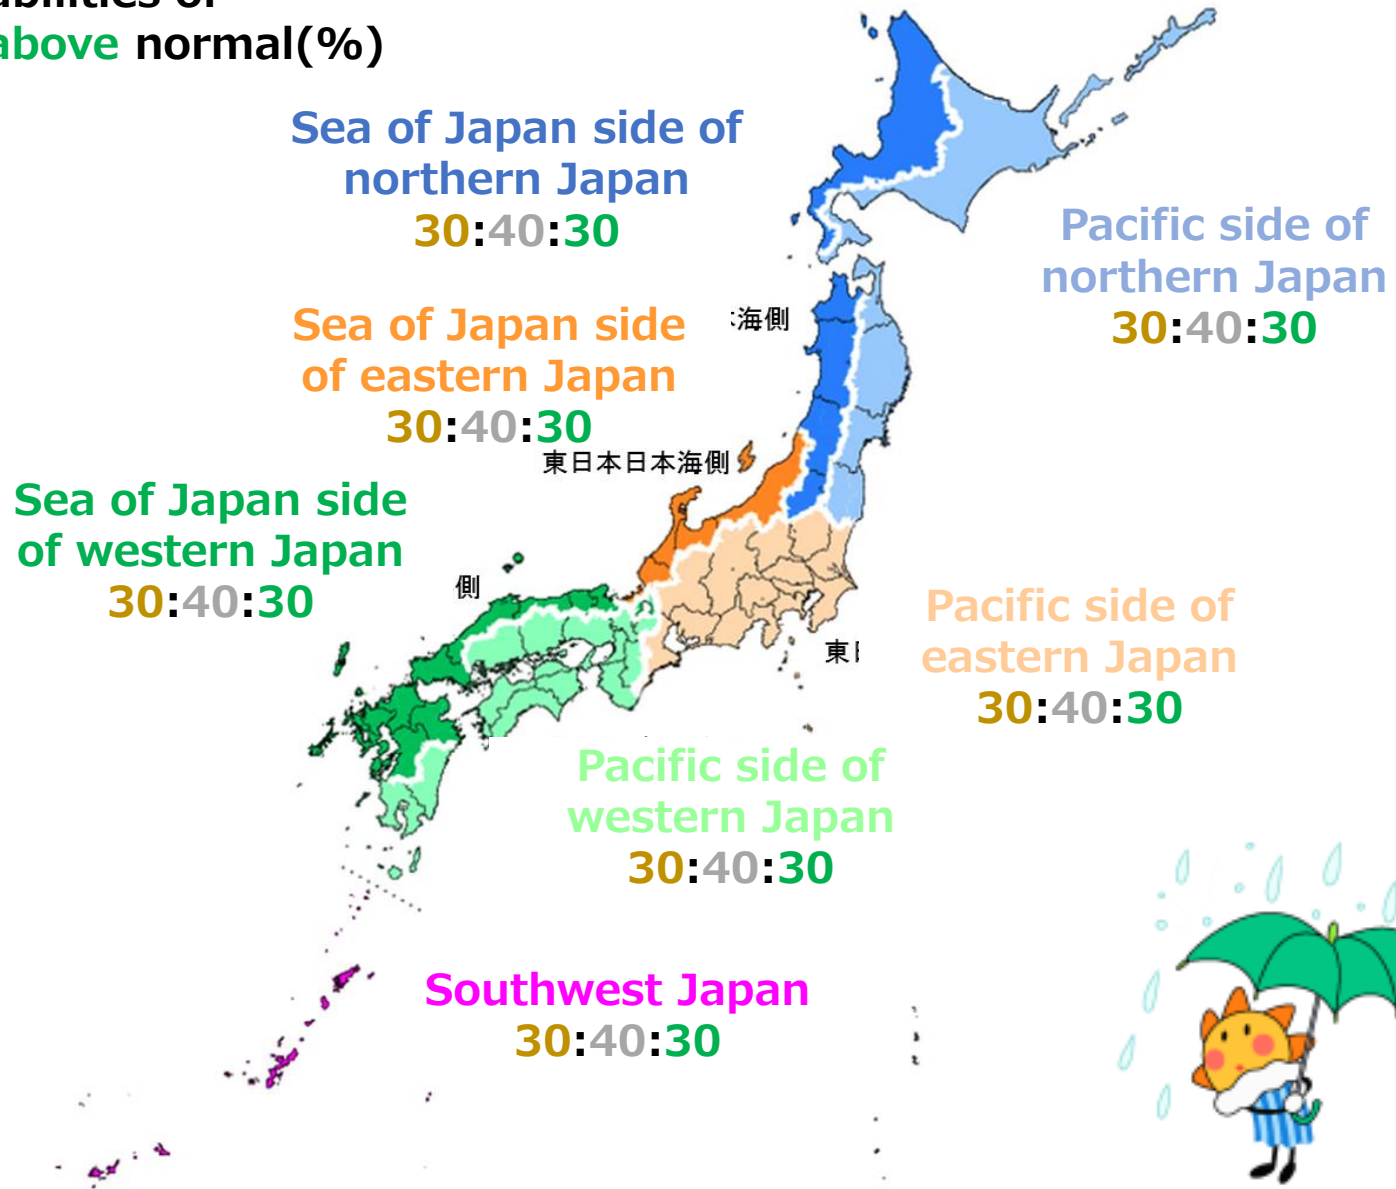 above normal(%)
Sea of Japan side of
northern Japan
30:40:30
Pacific side of
northern Japan
30:40:30
Sea of Japan side
of eastern Japan
30:40:30
海側
東日本日本海側
Sea of Japan side
of western Japan
30:40:30
側
Pacific side of
eastern Japan
30:40:30
東
Pacific side of
western Japan
30:40:30
Southwest Japan
30:40:30